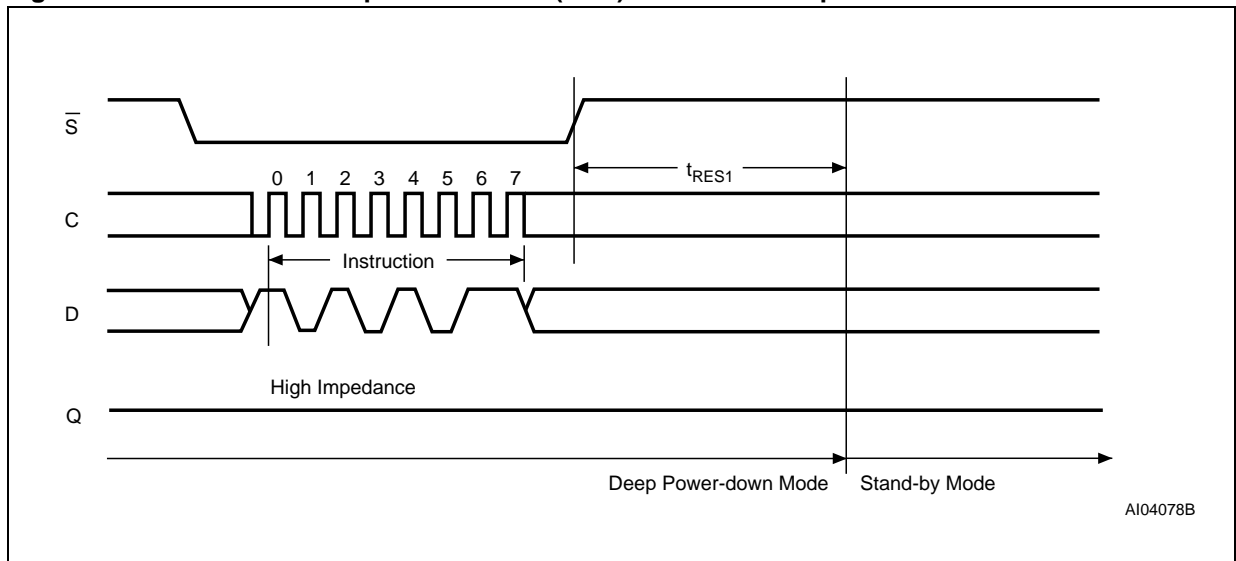 S
tRES1
0 1 2 3 4 5 6 7
C
Instruction
D
High Impedance
Q
Deep Power-down Mode Stand-by Mode
AI04078B